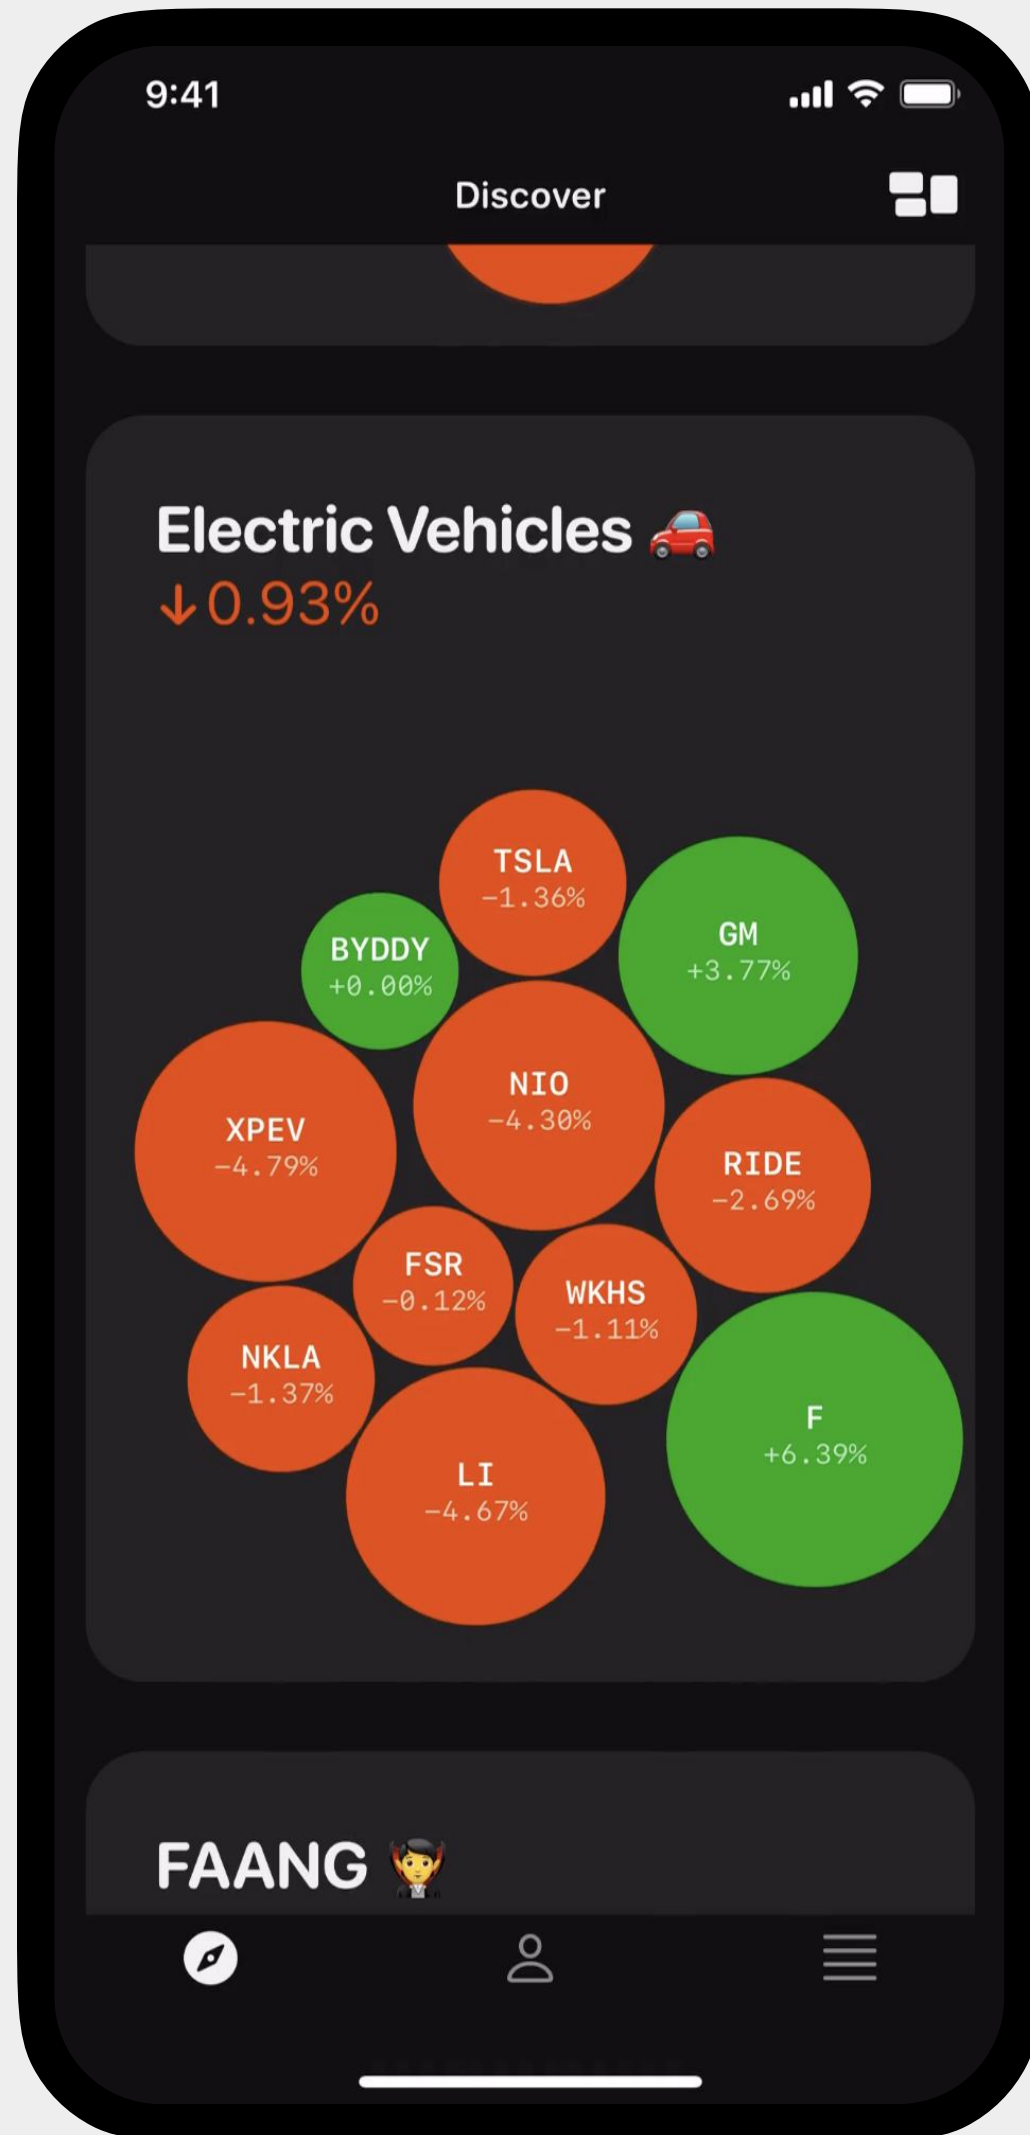 9:41
Discover
Electric Vehicles 🚗
↓0.93%
TSLA
−1.36%
GM
+3.77%
BYDDY
+0.00%
NIO
−4.30%
XPEV
−4.79%
RIDE
−2.69%
FSR
−0.12%
WKHS
−1.11%
NKLA
−1.37%
F
+6.39%
LI
−4.67%
FAANG